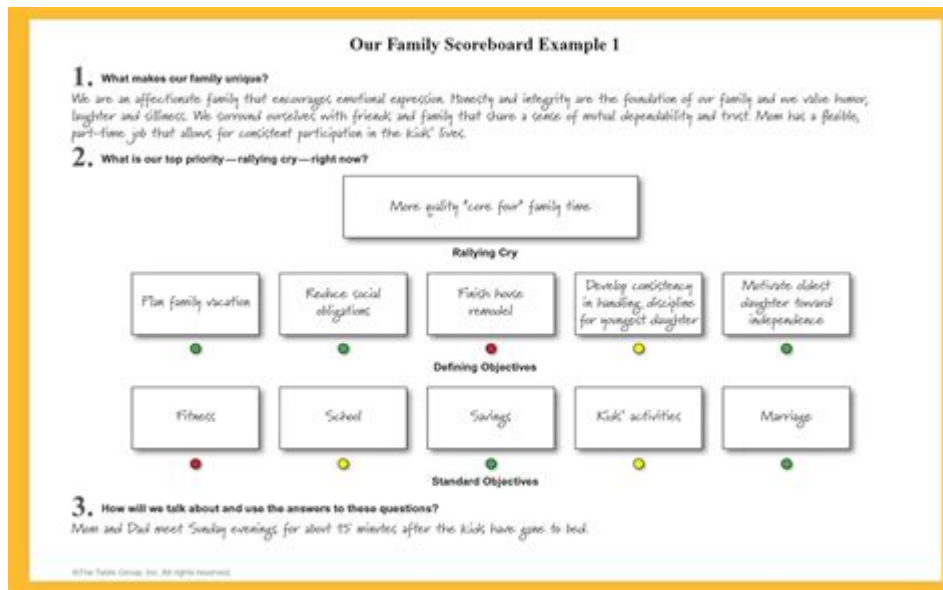 Our Family Scoreboard Example 1
1. What makes our family unique?
We are an affectionate family that encourages emotional expression. Honesty and integrity are the foundation of our family and we value humor,
laughter and silliness. We surround ourselves with friends and family that share a sense of mutual dependability and trust. Mom has a flexible,
part-time job that allows for consistent participation in the kids' lives.
2. What is our top priority—rallying cry—right now?
More quality "core four" family time
Rallying Cry
Plan family vacation
Reduce social
obligations
Finish house
remodel
Develop consistency
in handling discipline
for youngest daughter
Motivate oldest
daughter toward
independence
Defining Objectives
Fitness
School
Savings
Kids' activities
Marriage
Standard Objectives
3. How will we talk about and use the answers to these questions?
Mom and Dad meet Sunday evenings for about 15 minutes after the kids have gone to bed.
©The Table Group, Inc. All rights reserved.